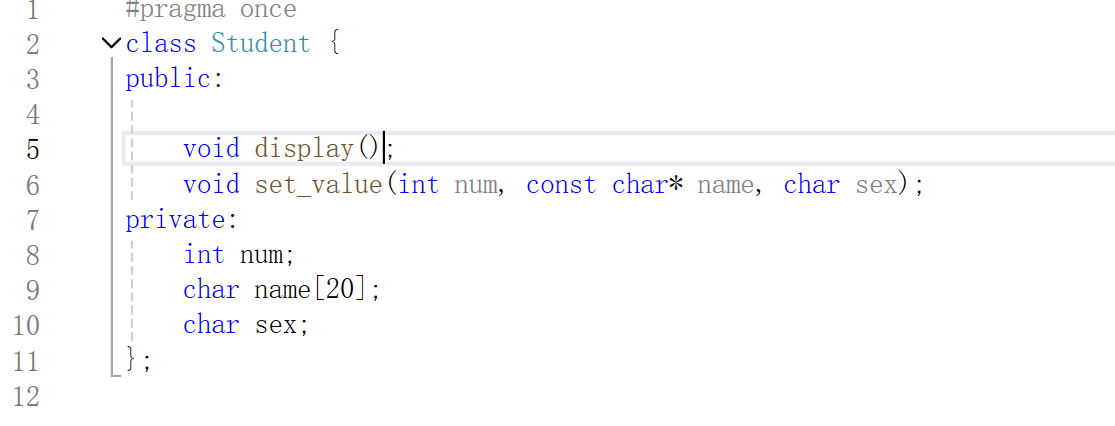 1 #pragma once
2 class Student {
3 public:
4
5 void display();
6 void set_value(int num, const char* name, char sex);
7 private:
8 int num;
9 char name[20];
10 char sex;
11 };
12